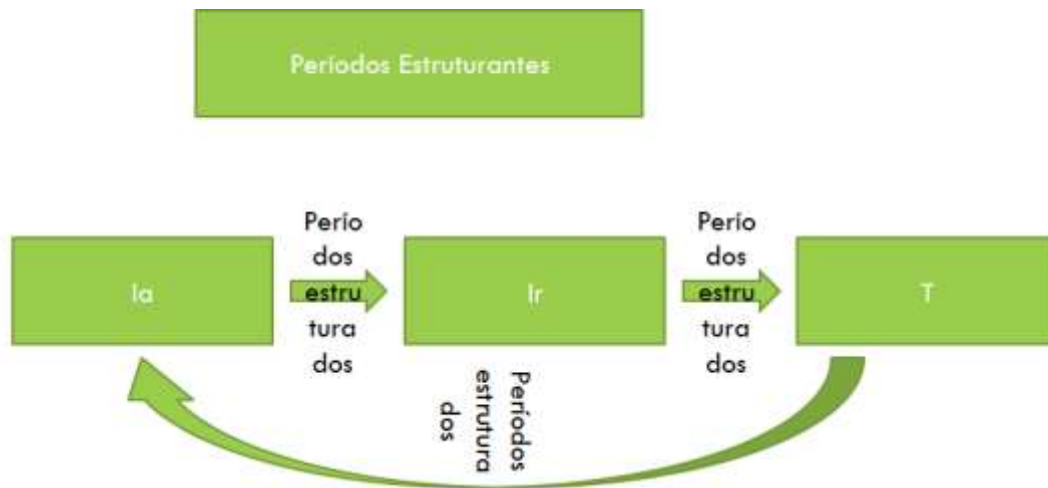 Períodos Estruturantes
Perío
dos
estru
tura
dos
Perío
dos
estru
tura
dos
Ia
Ir
T
Períodos
estrutura
dos